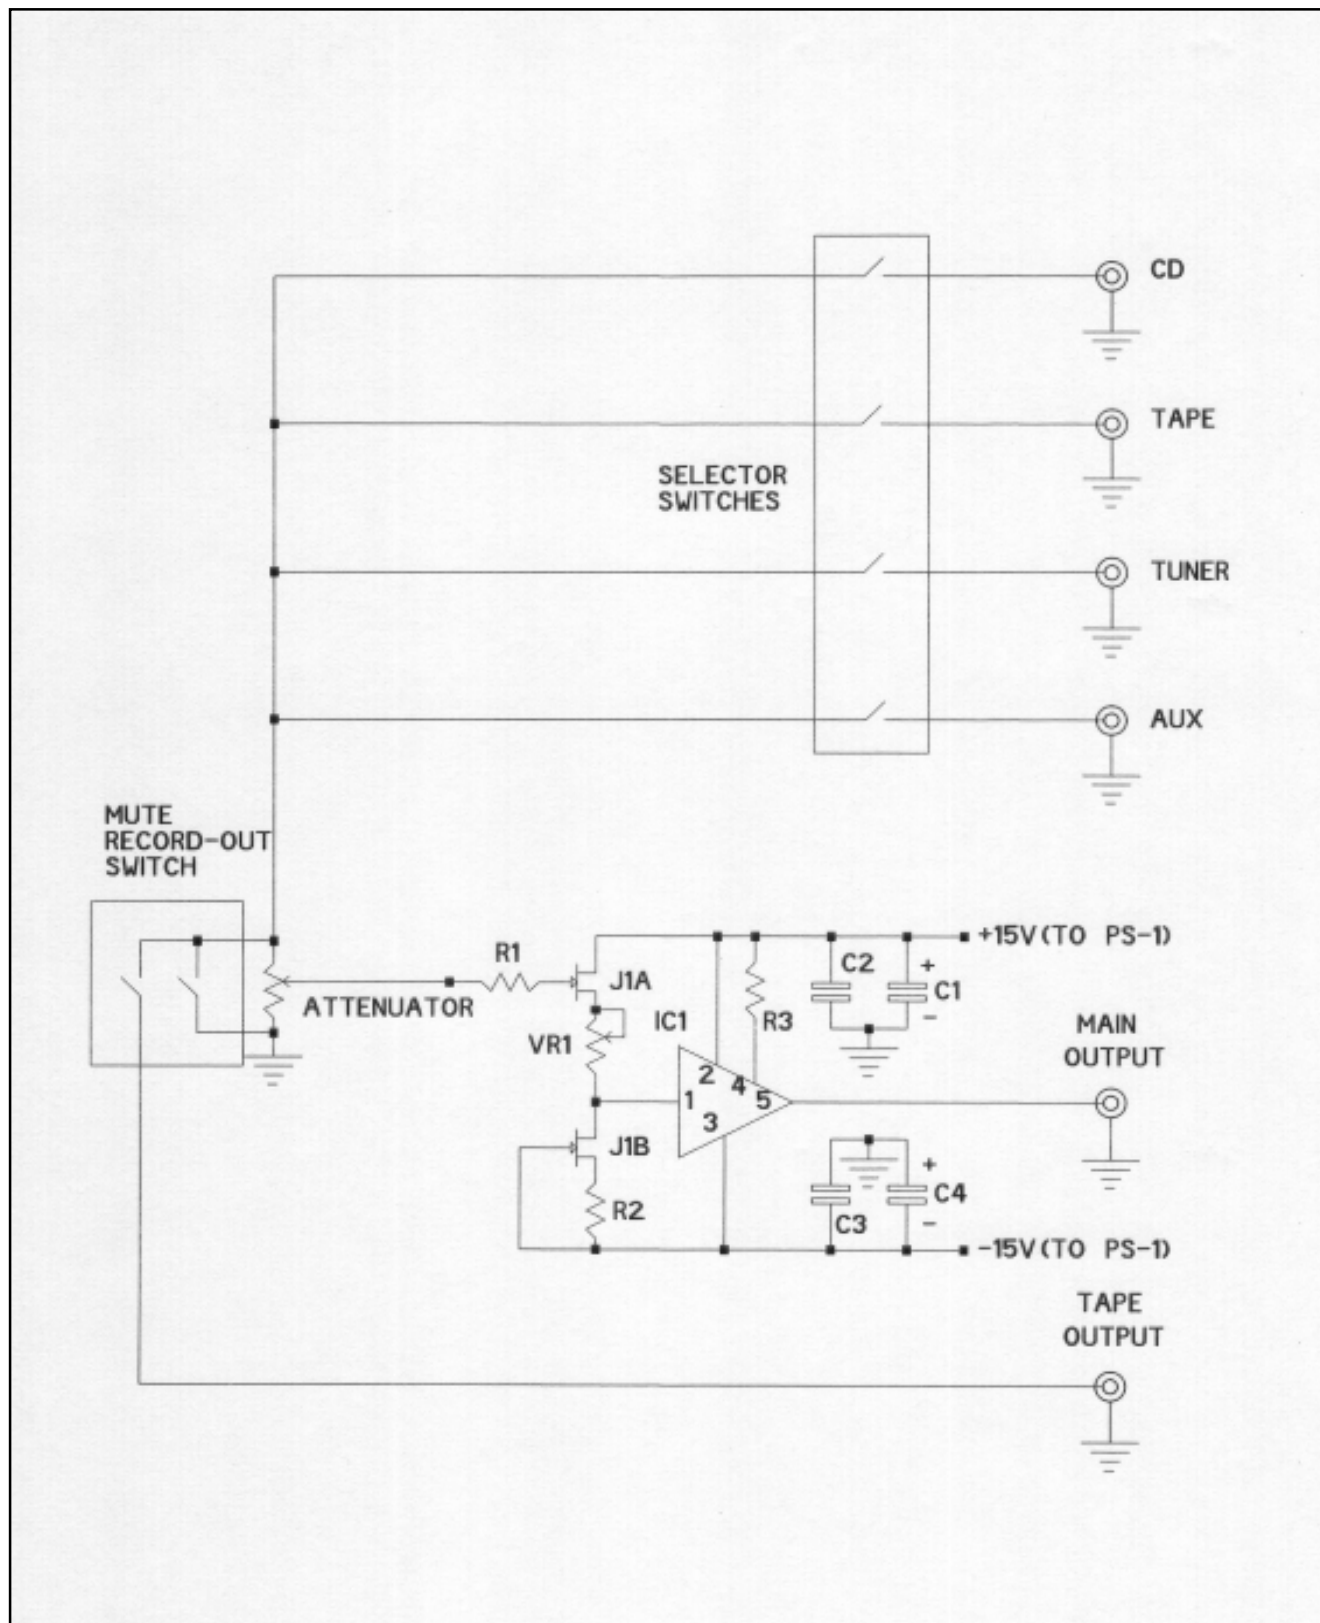 CD
TAPE
SELECTOR
SWITCHES
TUNER
AUX
MUTE
RECORD-OUT
SWITCH
+15V(TO PS-1)
R1
J1A
C2
+
C1
-
ATTENUATOR
IC1
R3
VR1
MAIN
OUTPUT
2
4
1
5
3
J1B
+
C4
R2
C3
-
-15V(TO PS-1)
TAPE
OUTPUT